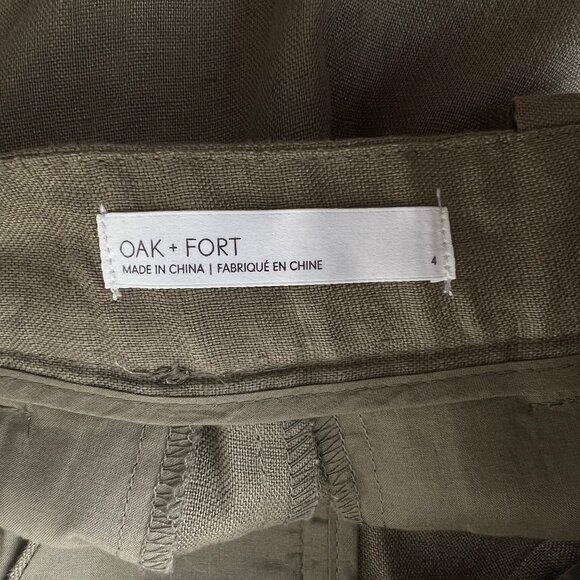 OAK + FORT
MADE IN CHINA | FABRIQUÉ EN CHINE
4